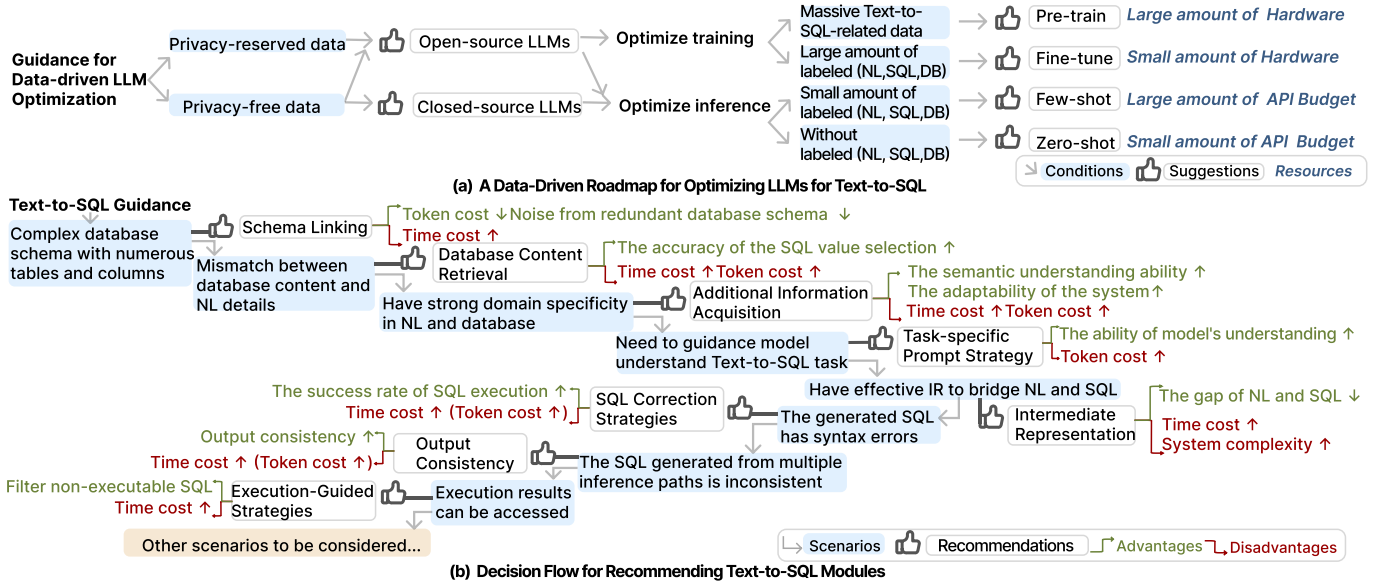 Guidance for
Data-driven LLM
Optimization
Privacy-reserved data
Privacy-free data
Open-source LLMs
Closed-source LLMs
Optimize training
Optimize inference
Massive Text-to-
SQL-related data
Large amount of
labeled (NL,SQL,DB)
Small amount of
labeled (NL, SQL,DB)
Without
labeled (NL, SQL,DB)
Pre-train
Large amount of Hardware
Fine-tune
Small amount of Hardware
Few-shot
Large amount of API Budget
Zero-shot
Small amount of API Budget
Conditions
Suggestions
Resources
(a) A Data-Driven Roadmap for Optimizing LLMs for Text-to-SQL
Text-to-SQL Guidance
Complex database
schema with numerous
tables and columns
Schema Linking
Token cost ↓ Noise from redundant database schema ↓
Time cost ↑
Mismatch between
database content and
NL details
Database Content
Retrieval
The accuracy of the SQL value selection ↑
Time cost ↑ Token cost ↑
Have strong domain specificity
in NL and database
Additional Information
Acquisition
The semantic understanding ability ↑
The adaptability of the system ↑
Time cost ↑ Token cost ↑
Need to guidance model
understand Text-to-SQL task
Task-specific
Prompt Strategy
The ability of model's understanding ↑
Token cost ↑
Have effective IR to bridge NL and SQL
Intermediate
Representation
The gap of NL and SQL ↓
Time cost ↑
System complexity ↑
The generated SQL
has syntax errors
SQL Correction
Strategies
The success rate of SQL execution ↑
Time cost ↑ (Token cost ↑)
The SQL generated from multiple
inference paths is inconsistent
Output
Consistency
Output consistency ↑
Time cost ↑ (Token cost ↑)
Execution results
can be accessed
Execution-Guided
Strategies
Filter non-executable SQL
Time cost ↑
Other scenarios to be considered...
Scenarios
Recommendations
Advantages
Disadvantages
(b) Decision Flow for Recommending Text-to-SQL Modules